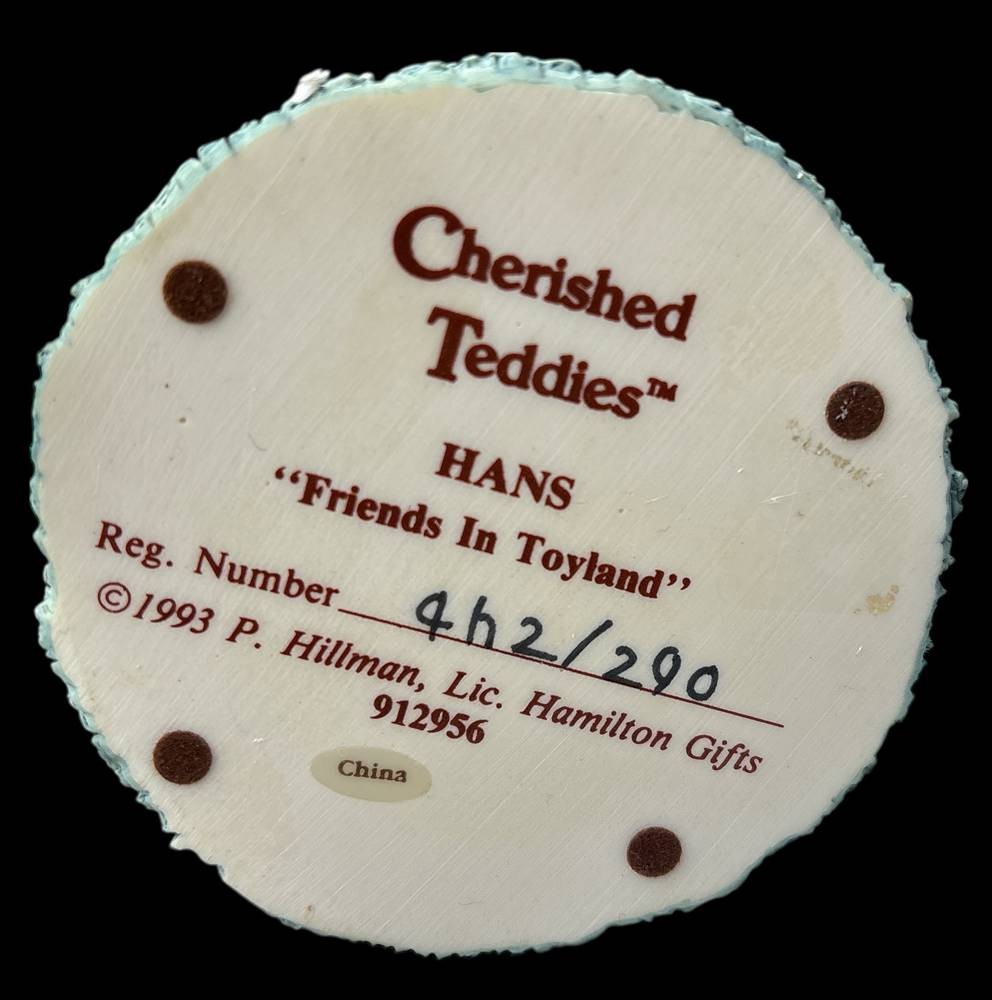 Cherished
Teddies™
HANS
“Friends In Toyland”
Reg. Number 4h2/290
©1993 P. Hillman, Lic. Hamilton Gifts
912956
China